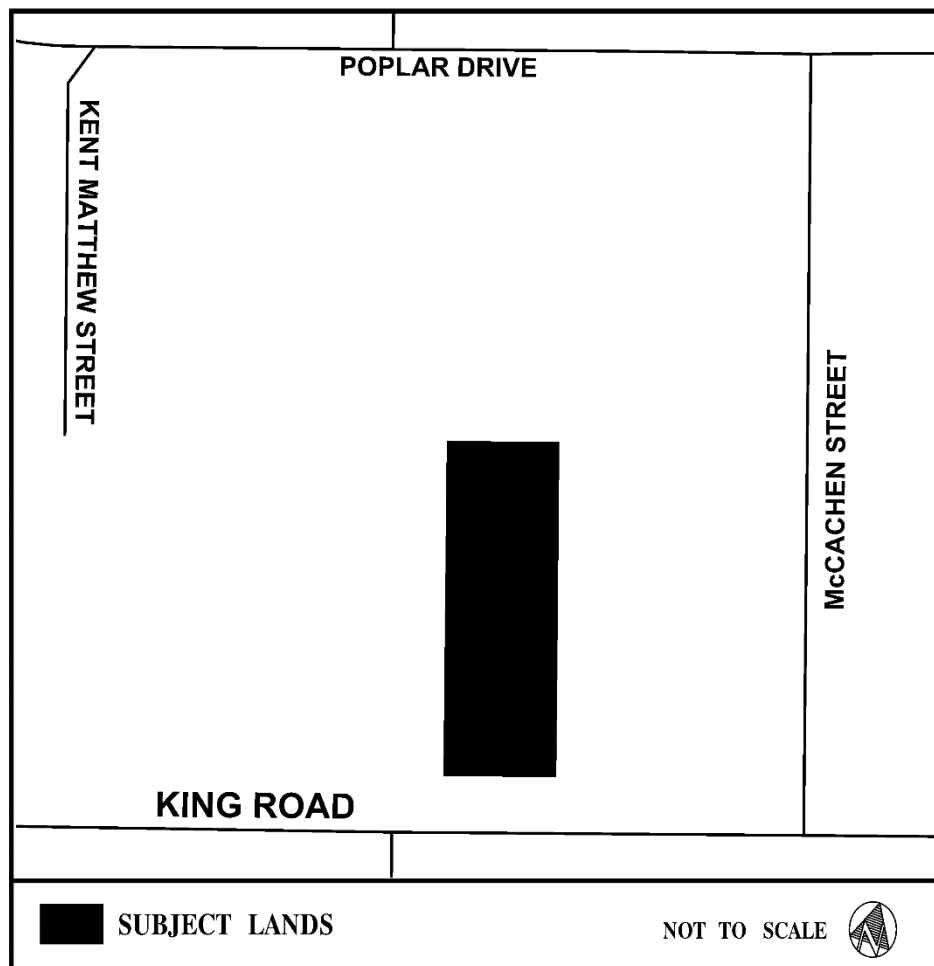 POPLAR DRIVE
KENT MATTHEW STREET
McCACHEN STREET
KING ROAD
SUBJECT LANDS
NOT TO SCALE